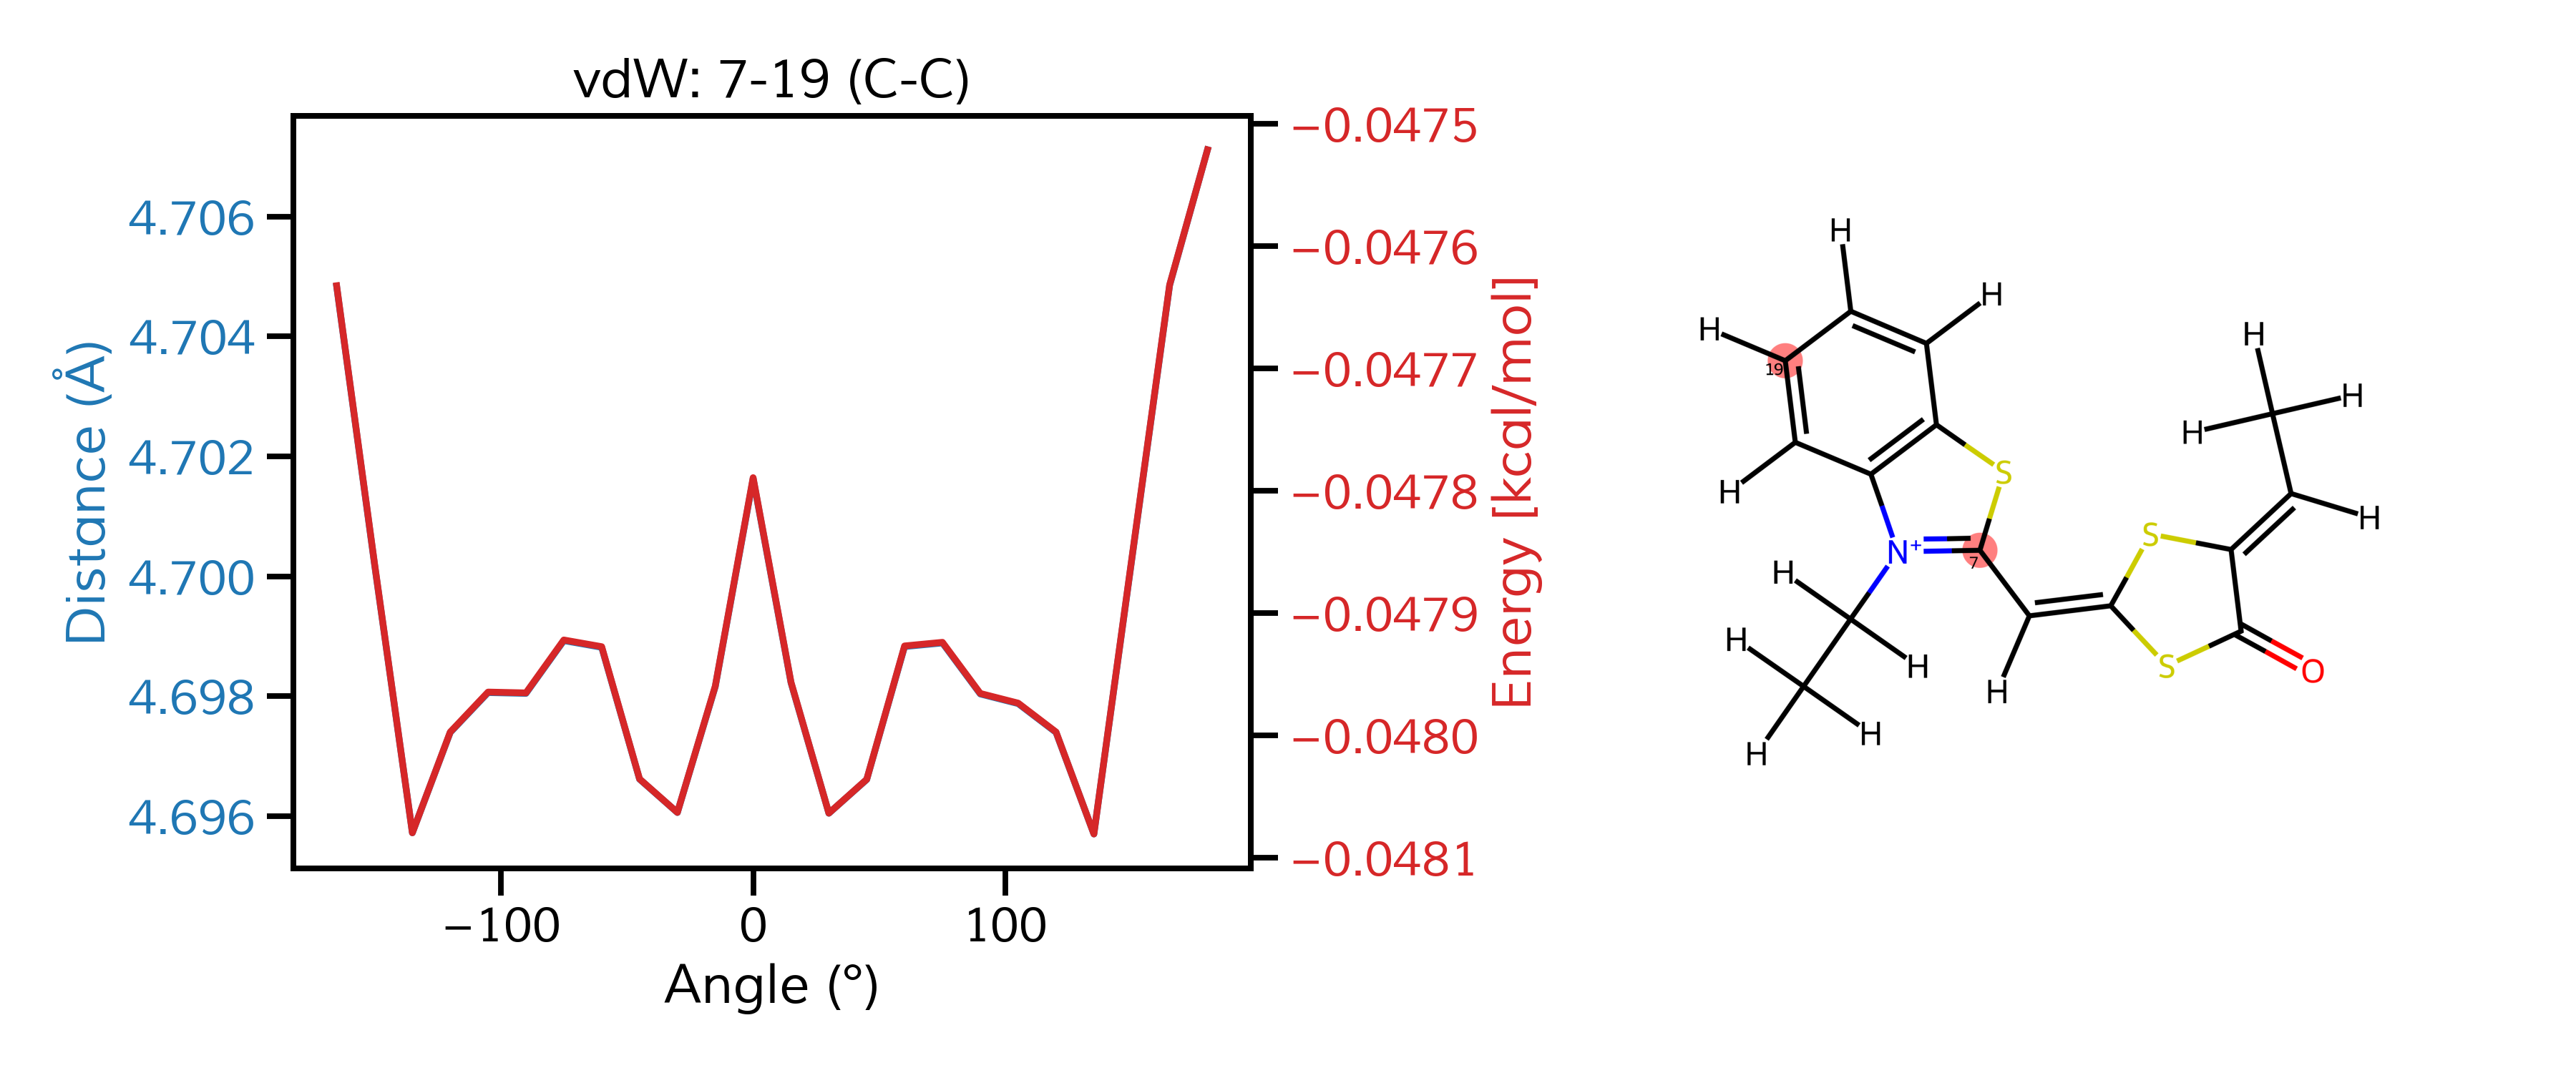 vdW: 7-19 (C-C)
Distance (Å)
4.706
4.704
4.702
4.700
4.698
4.696
−100
0
100
Angle (°)
−0.0475
−0.0476
−0.0477
−0.0478
−0.0479
−0.0480
−0.0481
Energy [kcal/mol]
H
H
H
H
H
19
H
H
S
H
H
S
N+
7
H
H
S
O
H
H
H
H